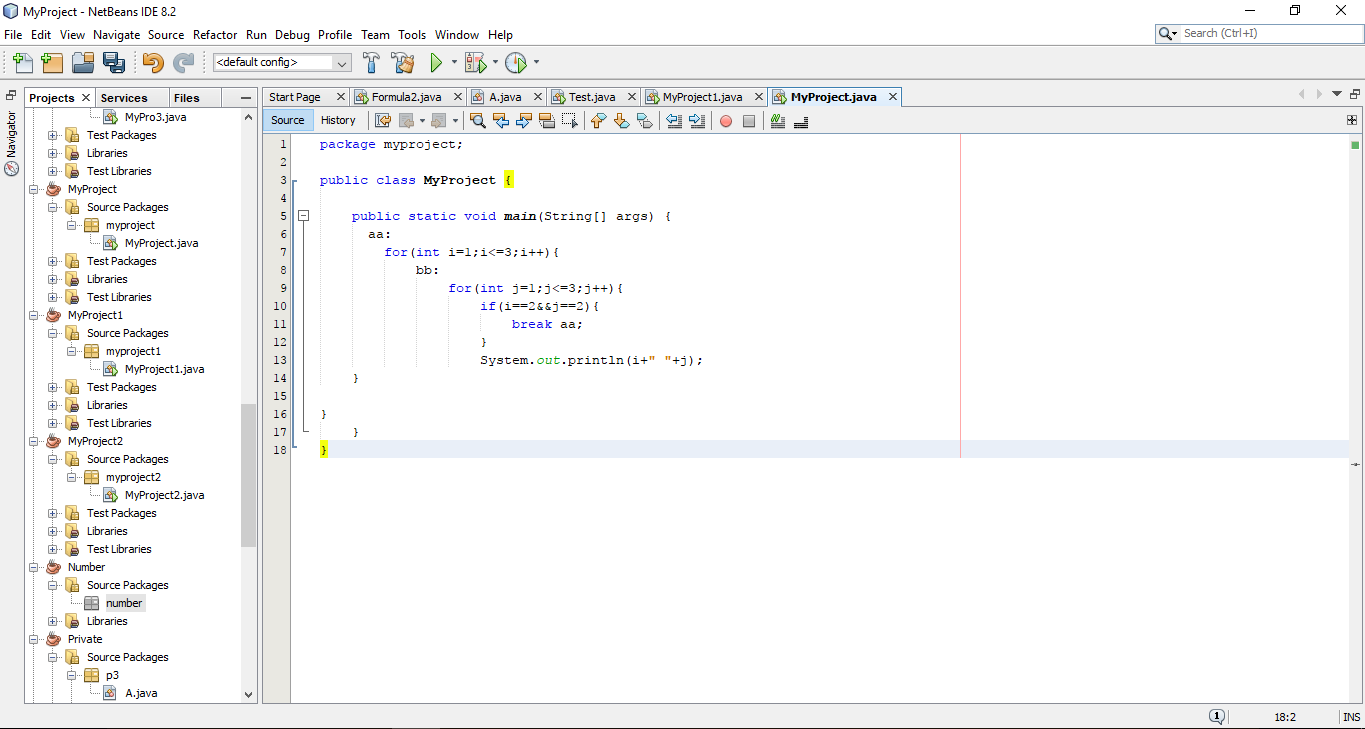 MyProject - NetBeans IDE 8.2
File Edit View Navigate Source Refactor Run Debug Profile Team Tools Window Help
Search (Ctrl+I)
<default config>
Navigator
Projects Services Files
MyPro3.java
Test Packages
Libraries
Test Libraries
MyProject
Source Packages
myproject
MyProject.java
Test Packages
Libraries
Test Libraries
MyProject1
Source Packages
myproject1
MyProject1.java
Test Packages
Libraries
Test Libraries
MyProject2
Source Packages
myproject2
MyProject2.java
Test Packages
Libraries
Test Libraries
Number
Source Packages
number
Libraries
Private
Source Packages
p3
A.java
Start Page Formula2.java A.java Test.java MyProject1.java MyProject.java
Source History
1 package myproject;
2
3 public class MyProject {
4
5 public static void main(String[] args) {
6 aa:
7 for(int i=1;i<=3;i++){
8 bb:
9 for(int j=1;j<=3;j++){
10 if(i==2&&j==2){
11 break aa;
12 }
13 System.out.println(i+" "+j);
14 }
15
16 }
17 }
18 }
1 18:2 INS